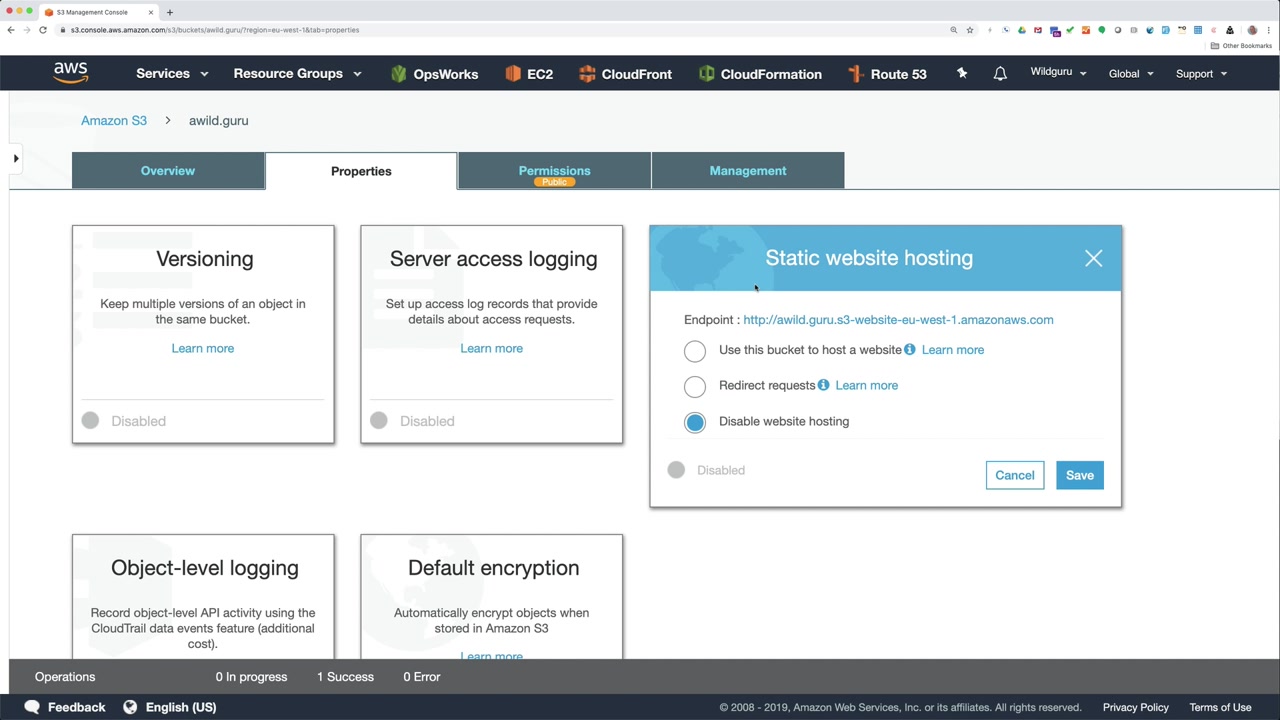 S3 Management Console
s3.console.aws.amazon.com/s3/buckets/awild.guru/?region=eu-west-1&tab=properties
Other Bookmarks
aws
Services
Resource Groups
OpsWorks
EC2
CloudFront
CloudFormation
Route 53
Wildguru
Global
Support
Amazon S3
awild.guru
Overview
Properties
Permissions
Public
Management
Versioning
Keep multiple versions of an object in
the same bucket.
Learn more
Disabled
Server access logging
Set up access log records that provide
details about access requests.
Learn more
Disabled
Static website hosting
Endpoint : http://awild.guru.s3-website-eu-west-1.amazonaws.com
Use this bucket to host a website Learn more
Redirect requests Learn more
Disable website hosting
Disabled
Cancel
Save
Object-level logging
Record object-level API activity using the
CloudTrail data events feature (additional
cost).
Default encryption
Automatically encrypt objects when
stored in Amazon S3
Learn more
Operations
0 In progress
1 Success
0 Error
Feedback
English (US)
© 2008 - 2019, Amazon Web Services, Inc. or its affiliates. All rights reserved.
Privacy Policy
Terms of Use